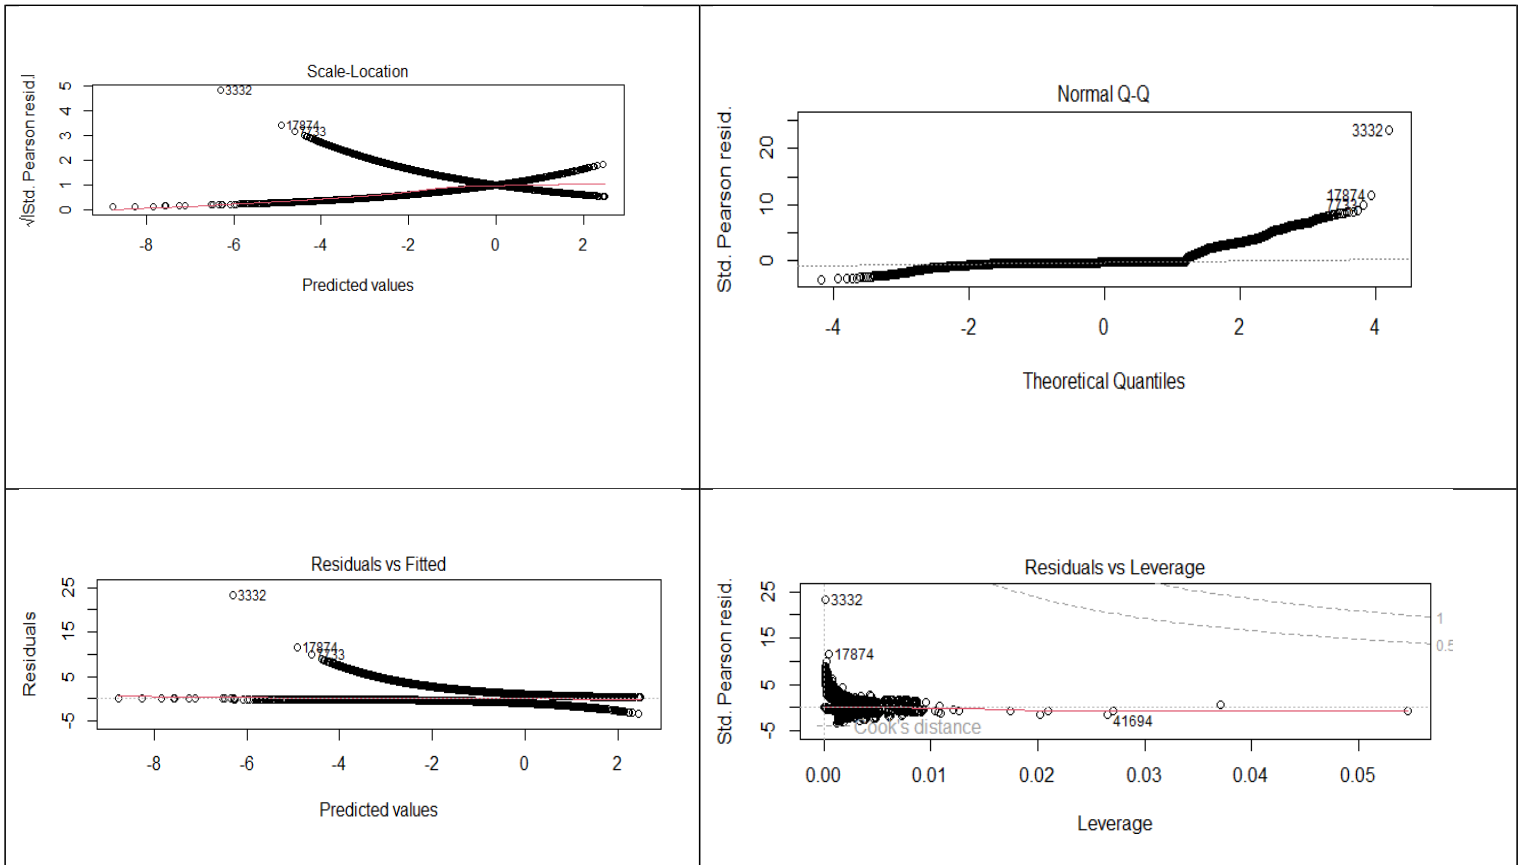 Scale-Location
√|Std. Pearson resid.|
5
4
3
2
1
0
3332
17874
7733
-8 -6 -4 -2 0 2
Predicted values
Normal Q-Q
Std. Pearson resid.
20
10
0
3332
17874
7733
-4 -2 0 2 4
Theoretical Quantiles
Residuals vs Fitted
Residuals
25
15
5
-5
3332
17874
7733
-8 -6 -4 -2 0 2
Predicted values
Residuals vs Leverage
Std. Pearson resid.
25
15
5
-5
3332
17874
41694
Cook's distance
1
0.5
0.00 0.01 0.02 0.03 0.04 0.05
Leverage